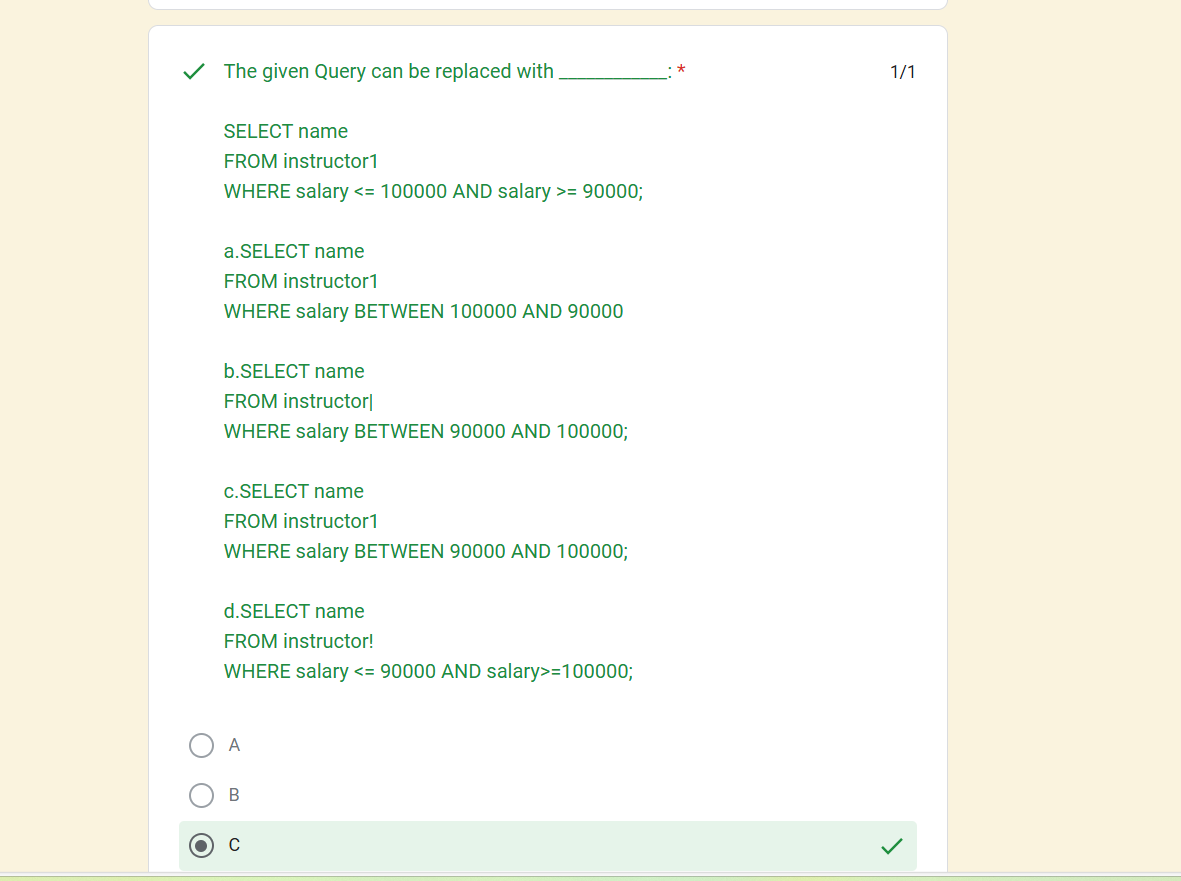 The given Query can be replaced with ____________: *
1/1
SELECT name
FROM instructor1
WHERE salary <= 100000 AND salary >= 90000;
a.SELECT name
FROM instructor1
WHERE salary BETWEEN 100000 AND 90000
b.SELECT name
FROM instructor|
WHERE salary BETWEEN 90000 AND 100000;
c.SELECT name
FROM instructor1
WHERE salary BETWEEN 90000 AND 100000;
d.SELECT name
FROM instructor!
WHERE salary <= 90000 AND salary>=100000;
A
B
C